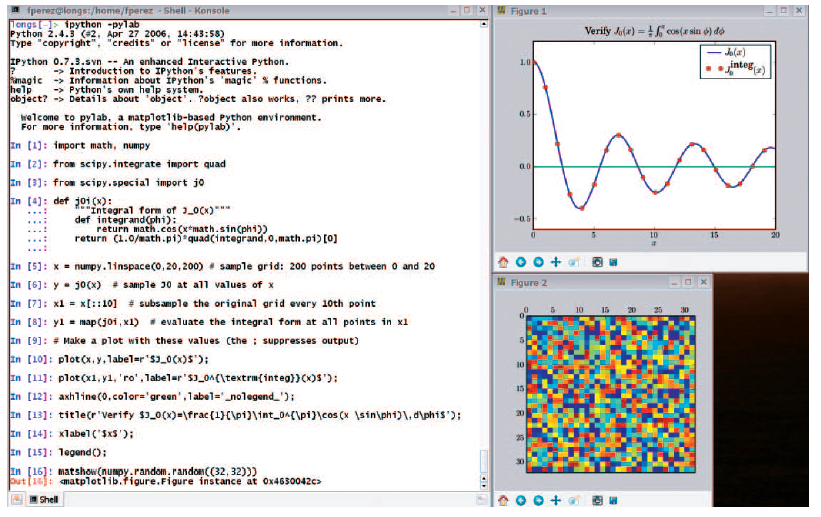 fperez@longs:/home/fperez - Shell - Konsole
longs[~]> ipython -pylab
Python 2.4.3 (#2, Apr 27 2006, 14:43:58)
Type "copyright", "credits" or "license" for more information.
IPython 0.7.3.svn -- An enhanced Interactive Python.
?         -> Introduction to IPython's features.
%magic    -> Information about IPython's 'magic' % functions.
help      -> Python's own help system.
object?   -> Details about 'object'. ?object also works, ?? prints more.
Welcome to pylab, a matplotlib-based Python environment.
For more information, type 'help(pylab)'.
In [1]: import math, numpy
In [2]: from scipy.integrate import quad
In [3]: from scipy.special import j0
In [4]: def j0i(x):
   ...:     """Integral form of J_0(x)"""
   ...:     def integrand(phi):
   ...:         return math.cos(x*math.sin(phi))
   ...:     return (1.0/math.pi)*quad(integrand,0,math.pi)[0]
   ...:
In [5]: x = numpy.linspace(0,20,200) # sample grid: 200 points between 0 and 20
In [6]: y = j0(x)  # sample J0 at all values of x
In [7]: x1 = x[::10]  # subsample the original grid every 10th point
In [8]: y1 = map(j0i,x1)  # evaluate the integral form at all points in x1
In [9]: # Make a plot with these values (the ; suppresses output)
In [10]: plot(x,y,label=r'$J_0(x)$');
In [11]: plot(x1,y1,'ro',label=r'$J_0^{\textrm{integ}}(x)$');
In [12]: axhline(0,color='green',label='_nolegend_');
In [13]: title(r'Verify $J_0(x)=\frac{1}{\pi}\int_0^{\pi}\cos(x \sin\phi)\,d\phi$');
In [14]: xlabel('$x$');
In [15]: legend();
In [16]: matshow(numpy.random.random((32,32)))
Out[16]: <matplotlib.figure.Figure instance at 0x4630042c>
Shell
Figure 1
Verify J₀(x) = 1/π ∫₀^π cos(x sin ϕ) dϕ
J₀(x)
J₀^integ(x)
1.0
0.5
0.0
−0.5
0 5 10 15 20
x
Figure 2
0 5 10 15 20 25 30
0
5
10
15
20
25
30